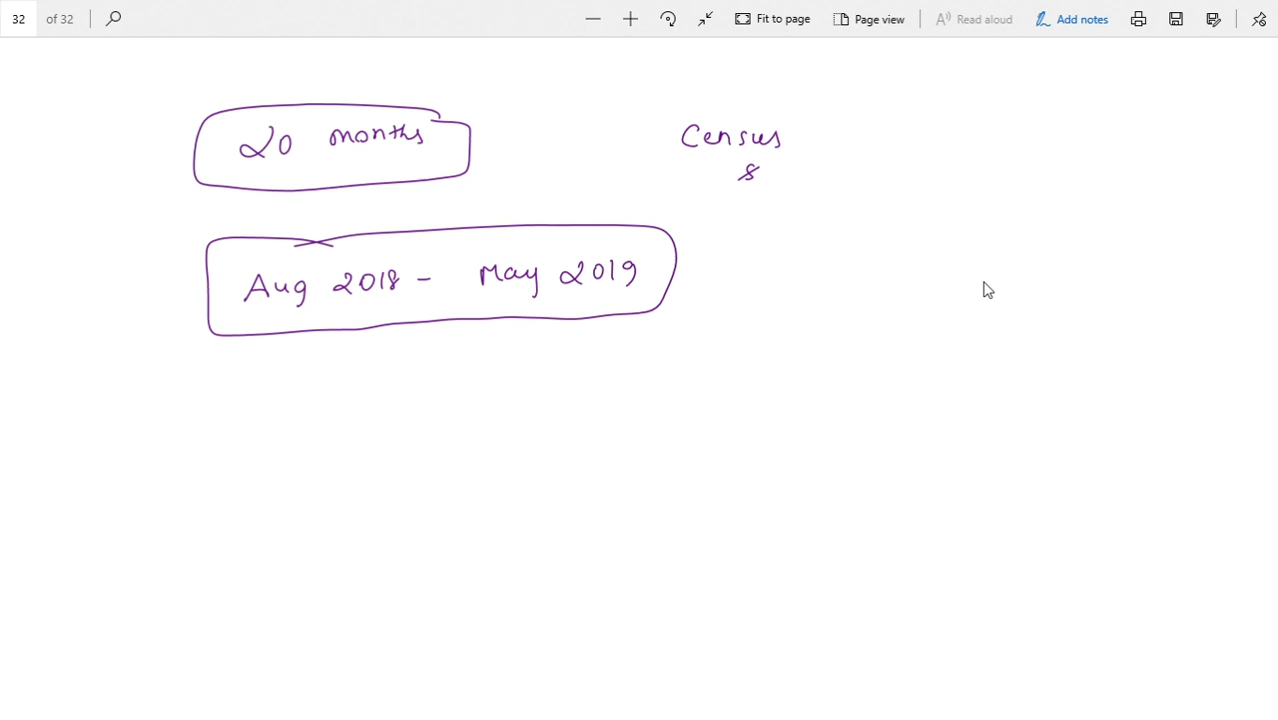 32 of 32 Fit to page Page view Read aloud Add notes
20 months
Census
8
Aug 2018 - May 2019